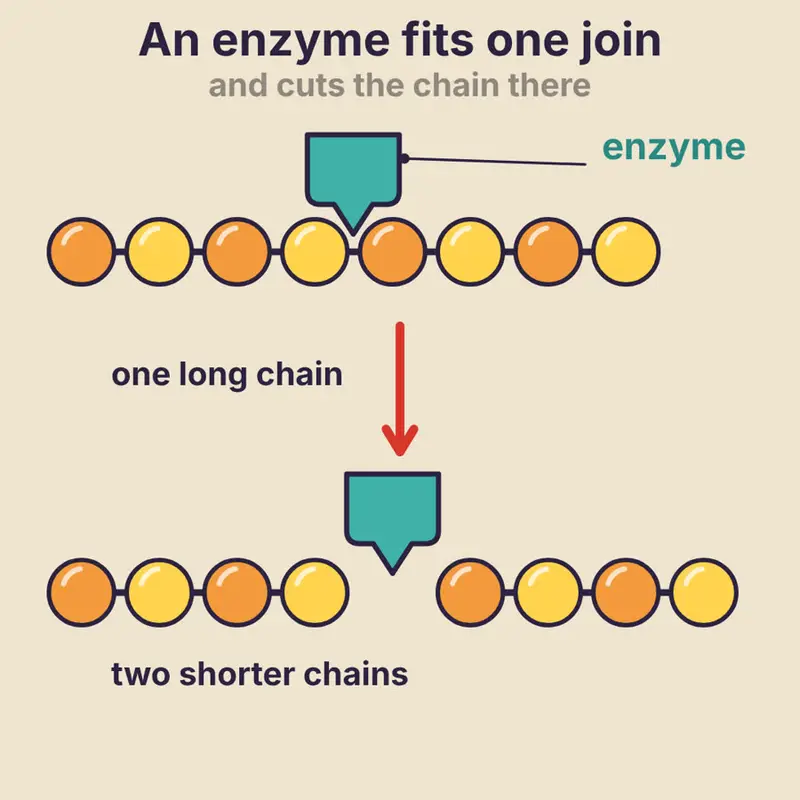 An enzyme fits one join
and cuts the chain there
enzyme
one long chain
two shorter chains